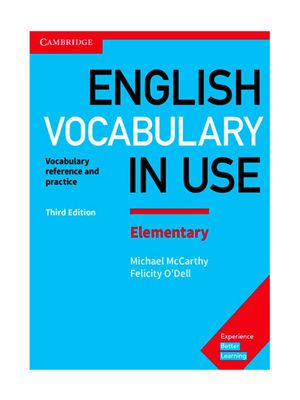 CAMBRIDGE
ENGLISH
VOCABULARY
IN USE
Vocabulary
reference and
practice
Third Edition
Elementary
Michael McCarthy
Felicity O'Dell
Experience
Better
Learning